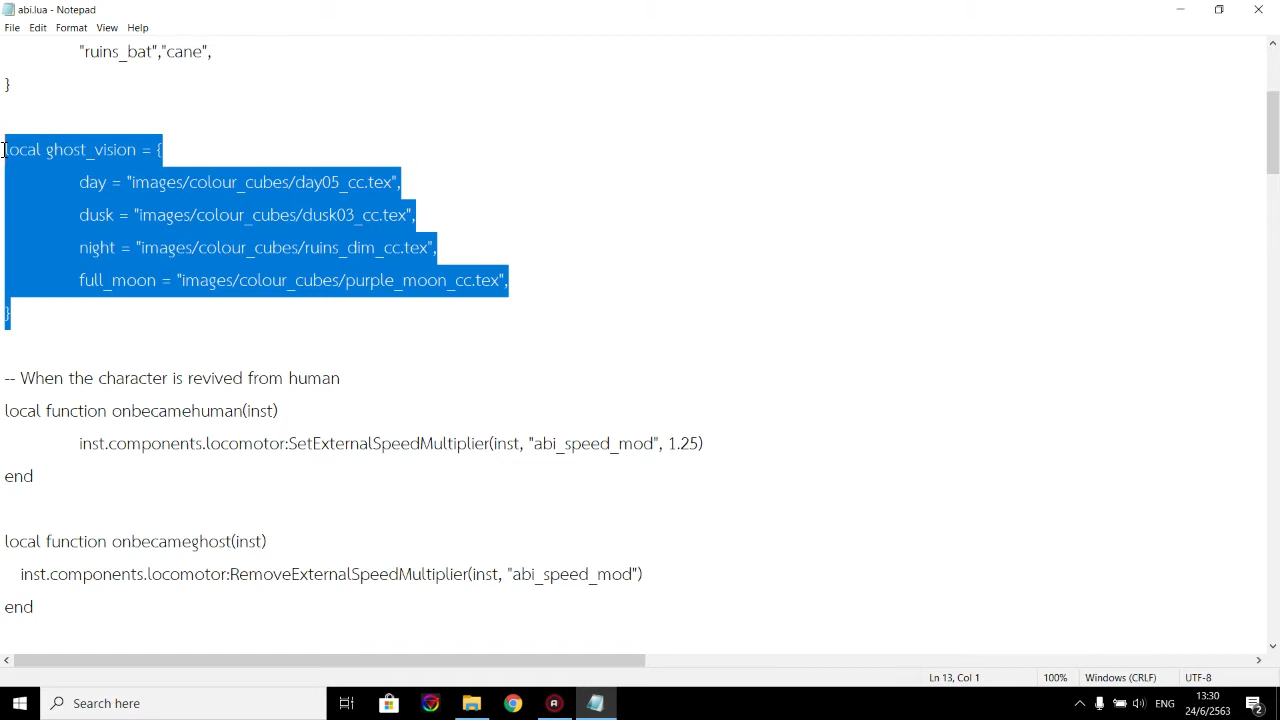 abi.lua - Notepad
File Edit Format View Help
"ruins_bat","cane",
}
local ghost_vision = {
day = "images/colour_cubes/day05_cc.tex",
dusk = "images/colour_cubes/dusk03_cc.tex",
night = "images/colour_cubes/ruins_dim_cc.tex",
full_moon = "images/colour_cubes/purple_moon_cc.tex",
}
-- When the character is revived from human
local function onbecamehuman(inst)
inst.components.locomotor:SetExternalSpeedMultiplier(inst, "abi_speed_mod", 1.25)
end
local function onbecameghost(inst)
inst.components.locomotor:RemoveExternalSpeedMultiplier(inst, "abi_speed_mod")
end
Ln 13, Col 1 100% Windows (CRLF) UTF-8
Search here
ENG
13:30
24/6/2563
2